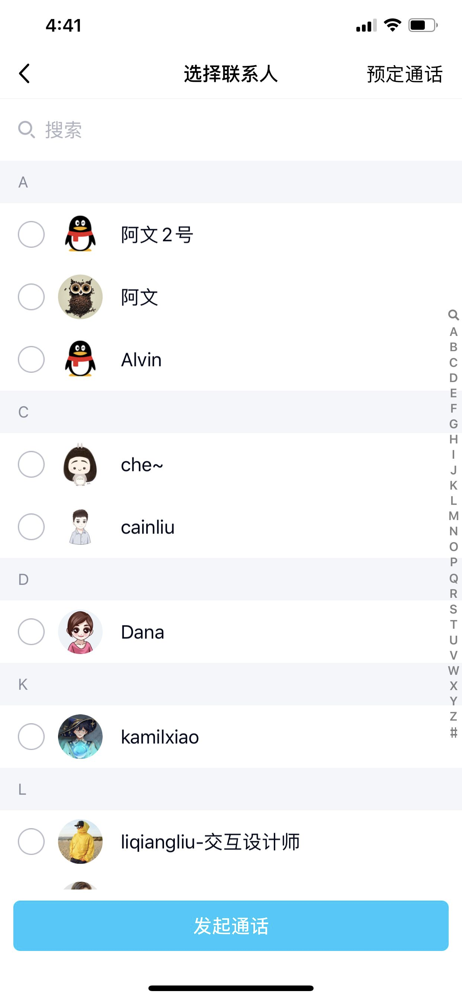 4:41
选择联系人
预定通话
搜索
A
阿文2号
阿文
Alvin
C
che~
cainliu
D
Dana
K
kamilxiao
L
liqiangliu-交互设计师
A
B
C
D
E
F
G
H
I
J
K
L
M
N
O
P
Q
R
S
T
U
V
W
X
Y
Z
#
发起通话